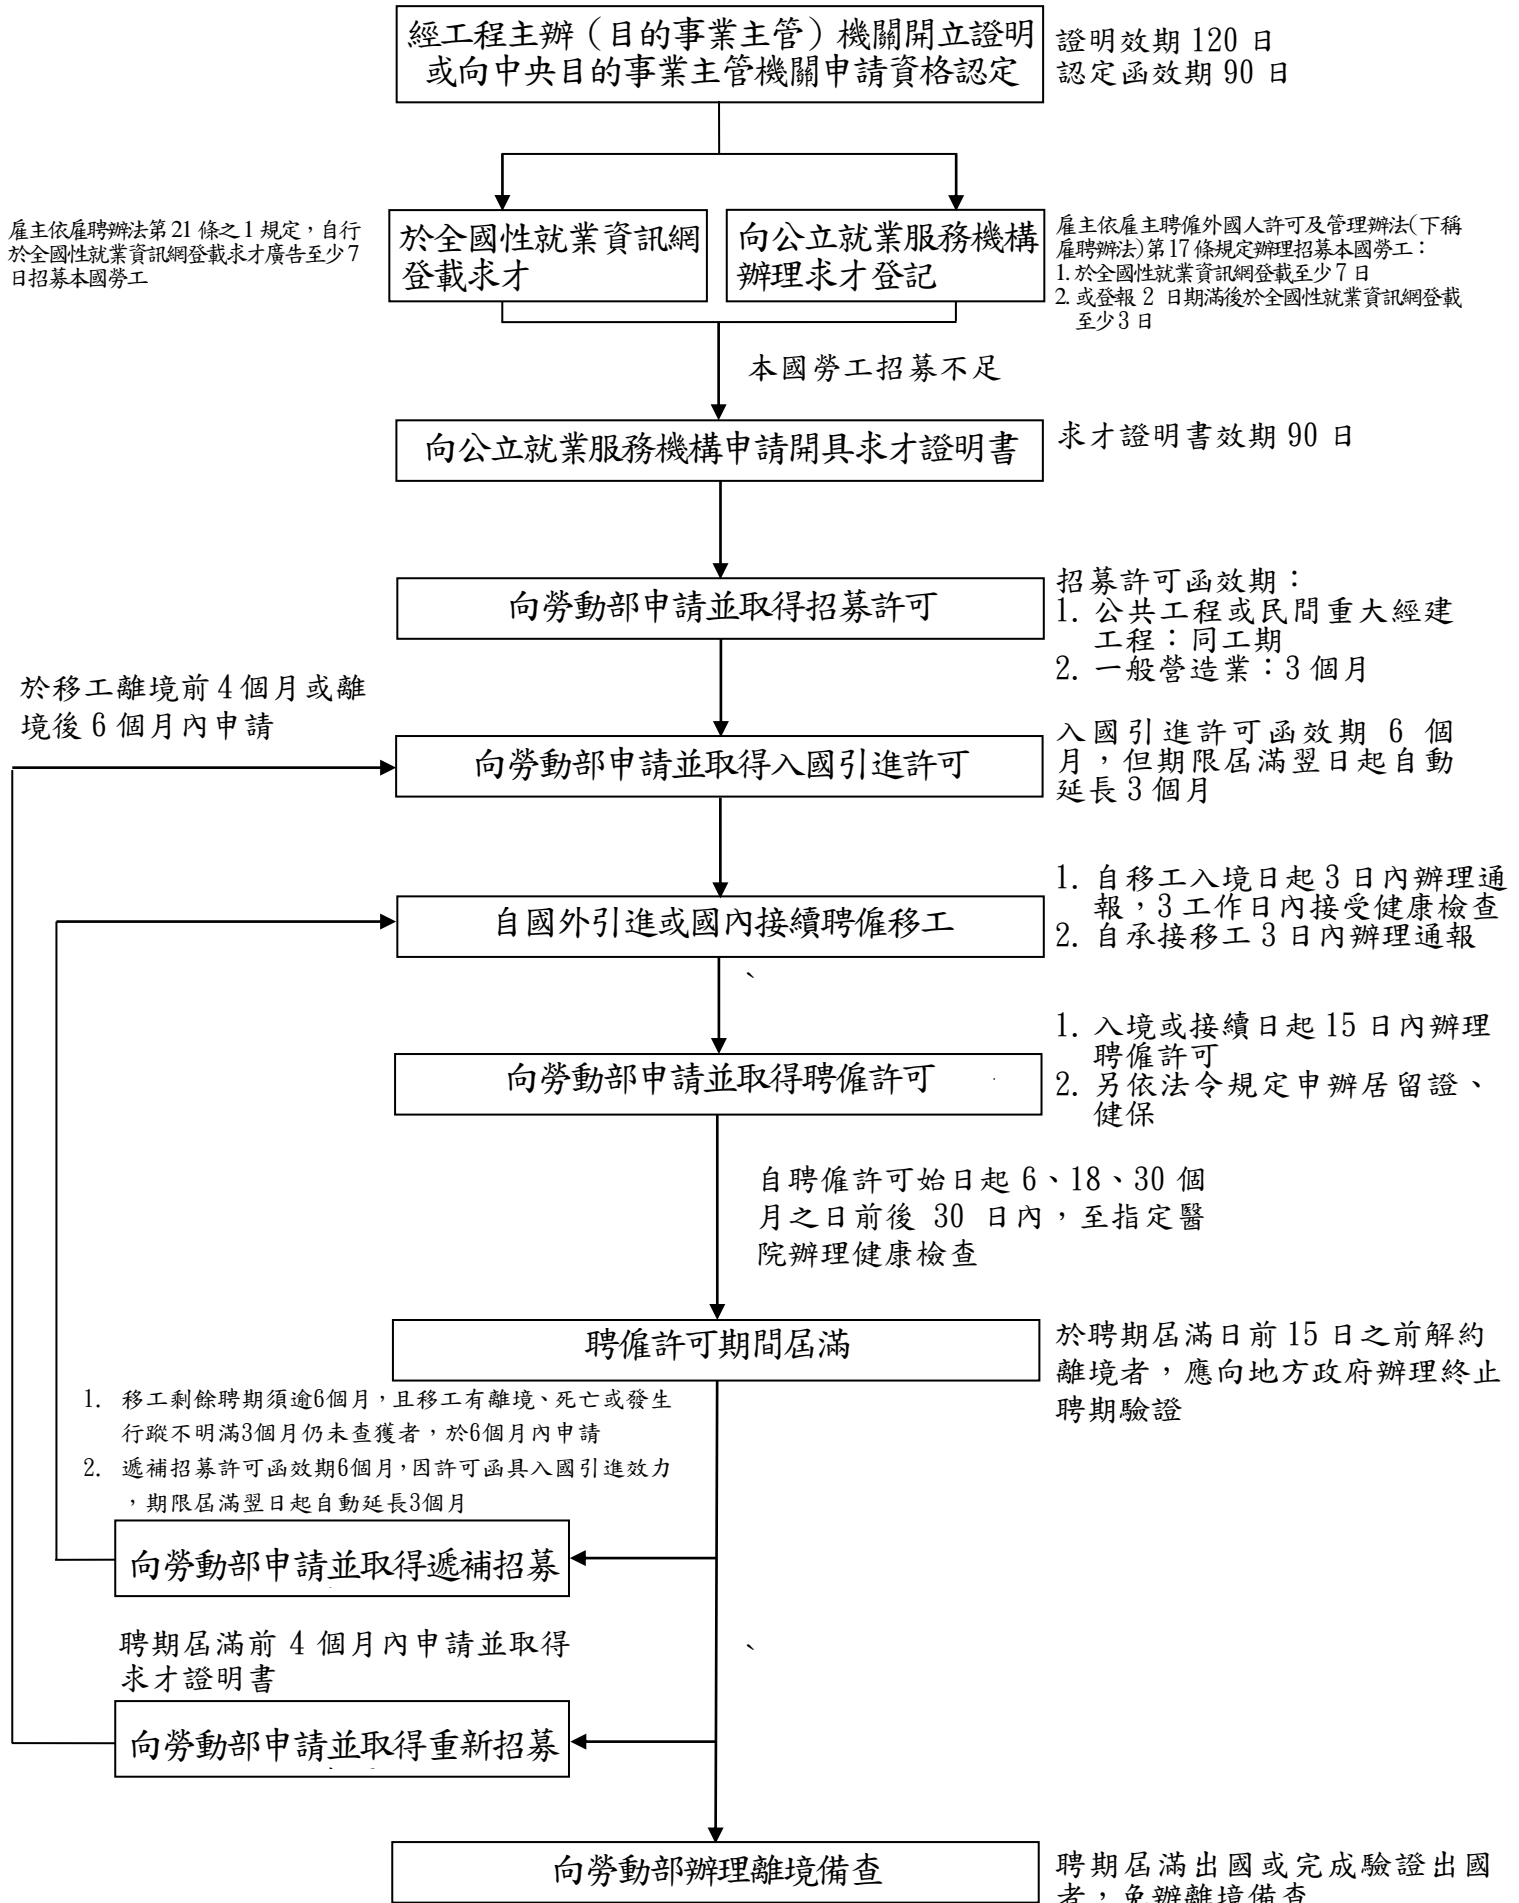 經工程主辦（目的事業主管）機關開立證明
或向中央目的事業主管機關申請資格認定
證明效期 120 日
認定函效期 90 日
雇主依雇聘辦法第 21 條之 1 規定，自行
於全國性就業資訊網登載求才廣告至少 7
日招募本國勞工
於全國性就業資訊網
登載求才
向公立就業服務機構
辦理求才登記
雇主依雇主聘僱外國人許可及管理辦法(下稱
雇聘辦法)第 17 條規定辦理招募本國勞工：
1. 於全國性就業資訊網登載至少 7 日
2. 或登報 2 日期滿後於全國性就業資訊網登載
至少 3 日
本國勞工招募不足
向公立就業服務機構申請開具求才證明書
求才證明書效期 90 日
向勞動部申請並取得招募許可
招募許可函效期：
1. 公共工程或民間重大經建
工程：同工期
2. 一般營造業：3 個月
於移工離境前 4 個月或離
境後 6 個月內申請
向勞動部申請並取得入國引進許可
入國引進許可函效期 6 個
月，但期限屆滿翌日起自動
延長 3 個月
自國外引進或國內接續聘僱移工
1. 自移工入境日起 3 日內辦理通
報，3 工作日內接受健康檢查
2. 自承接移工 3 日內辦理通報
、
向勞動部申請並取得聘僱許可
1. 入境或接續日起 15 日內辦理
聘僱許可
2. 另依法令規定申辦居留證、
健保
自聘僱許可始日起 6、18、30 個
月之日前後 30 日內，至指定醫
院辦理健康檢查
聘僱許可期間屆滿
於聘期屆滿日前 15 日之前解約
離境者，應向地方政府辦理終止
聘期驗證
1. 移工剩餘聘期須逾6個月，且移工有離境、死亡或發生
行蹤不明滿3個月仍未查獲者，於6個月內申請
2. 遞補招募許可函效期6個月，因許可函具入國引進效力
，期限屆滿翌日起自動延長3個月
向勞動部申請並取得遞補招募
聘期屆滿前 4 個月內申請並取得
求才證明書
、
向勞動部申請並取得重新招募
向勞動部辦理離境備查
聘期屆滿出國或完成驗證出國
者，免辦離境備查